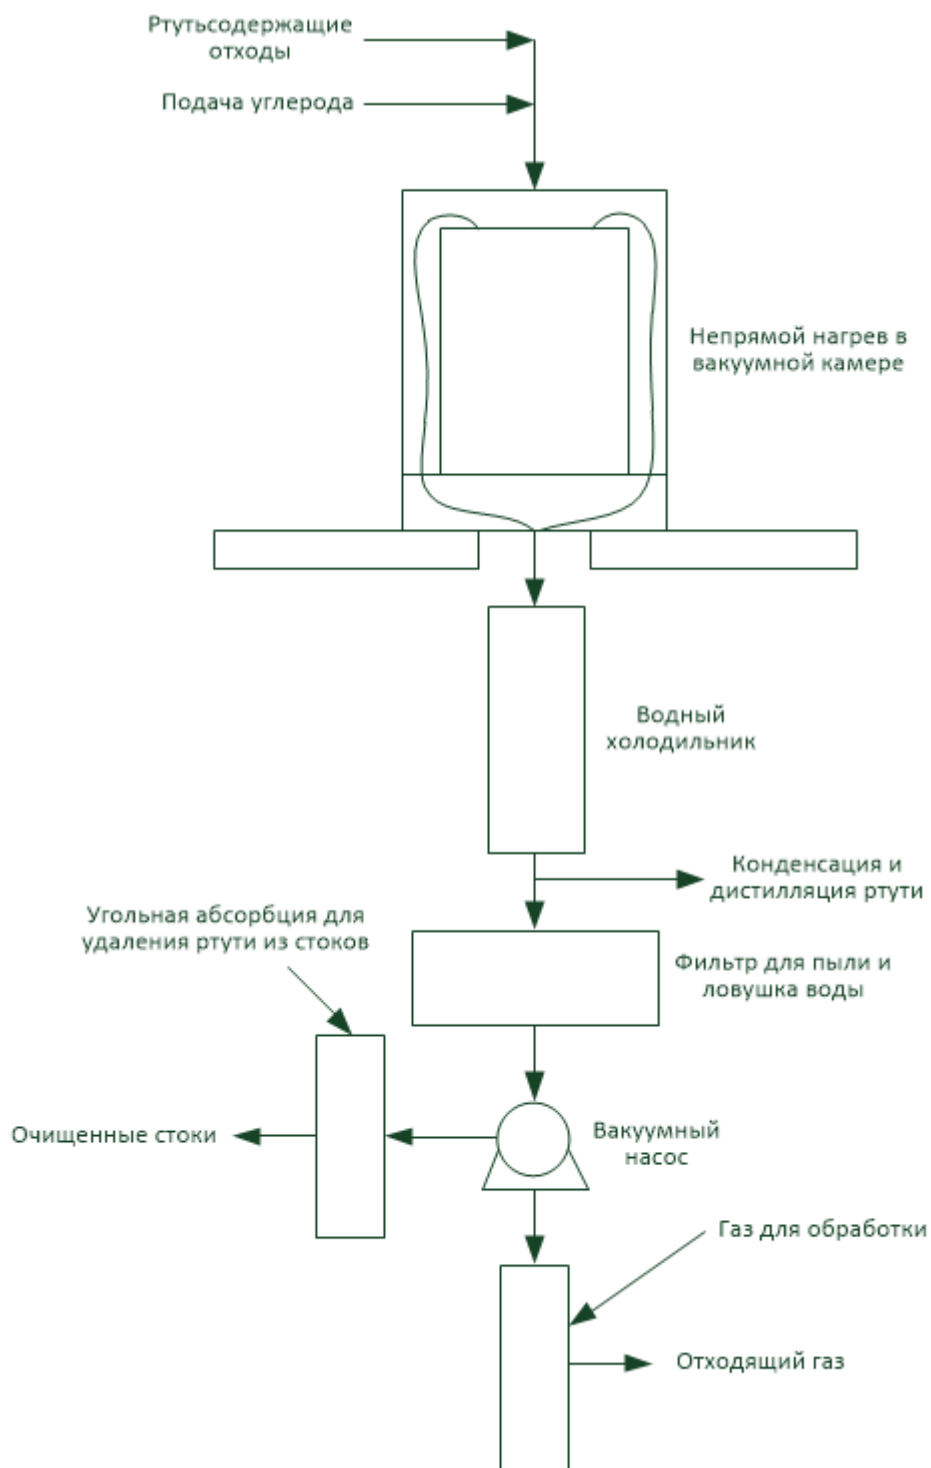 Ртутьсодержащие
отходы
Подача углерода
Непрямой нагрев в
вакуумной камере
Водный
холодильник
Конденсация и
дистилляция ртути
Угольная абсорбция для
удаления ртути из стоков
Фильтр для пыли и
ловушка воды
Очищенные стоки
Вакуумный
насос
Газ для обработки
Отходящий газ